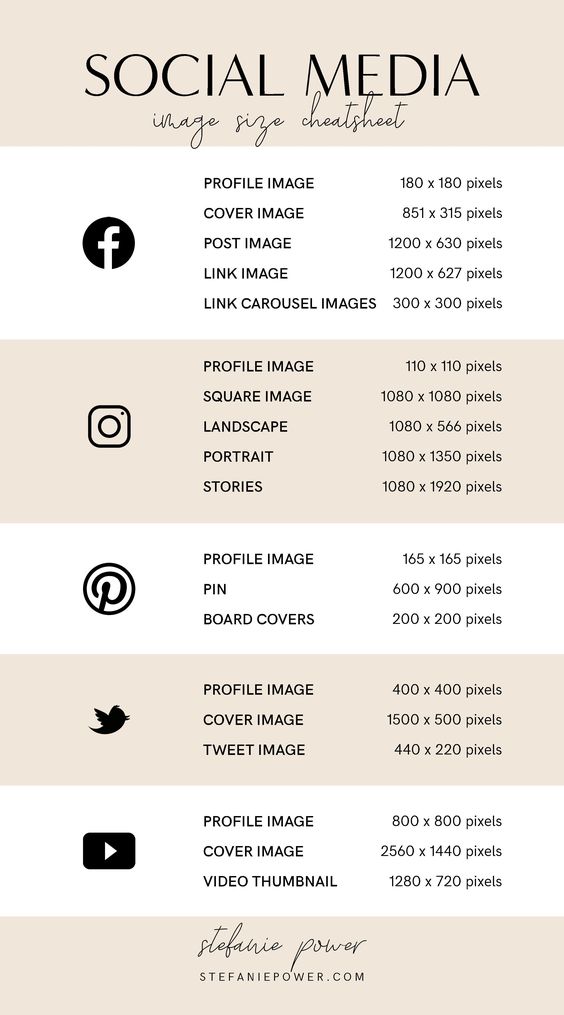 SOCIAL MEDIA
image size cheatsheet
PROFILE IMAGE 180 x 180 pixels
COVER IMAGE 851 x 315 pixels
POST IMAGE 1200 x 630 pixels
LINK IMAGE 1200 x 627 pixels
LINK CAROUSEL IMAGES 300 x 300 pixels
PROFILE IMAGE 110 x 110 pixels
SQUARE IMAGE 1080 x 1080 pixels
LANDSCAPE 1080 x 566 pixels
PORTRAIT 1080 x 1350 pixels
STORIES 1080 x 1920 pixels
PROFILE IMAGE 165 x 165 pixels
PIN 600 x 900 pixels
BOARD COVERS 200 x 200 pixels
PROFILE IMAGE 400 x 400 pixels
COVER IMAGE 1500 x 500 pixels
TWEET IMAGE 440 x 220 pixels
PROFILE IMAGE 800 x 800 pixels
COVER IMAGE 2560 x 1440 pixels
VIDEO THUMBNAIL 1280 x 720 pixels
stefanie power
STEFANIEPOWER.COM